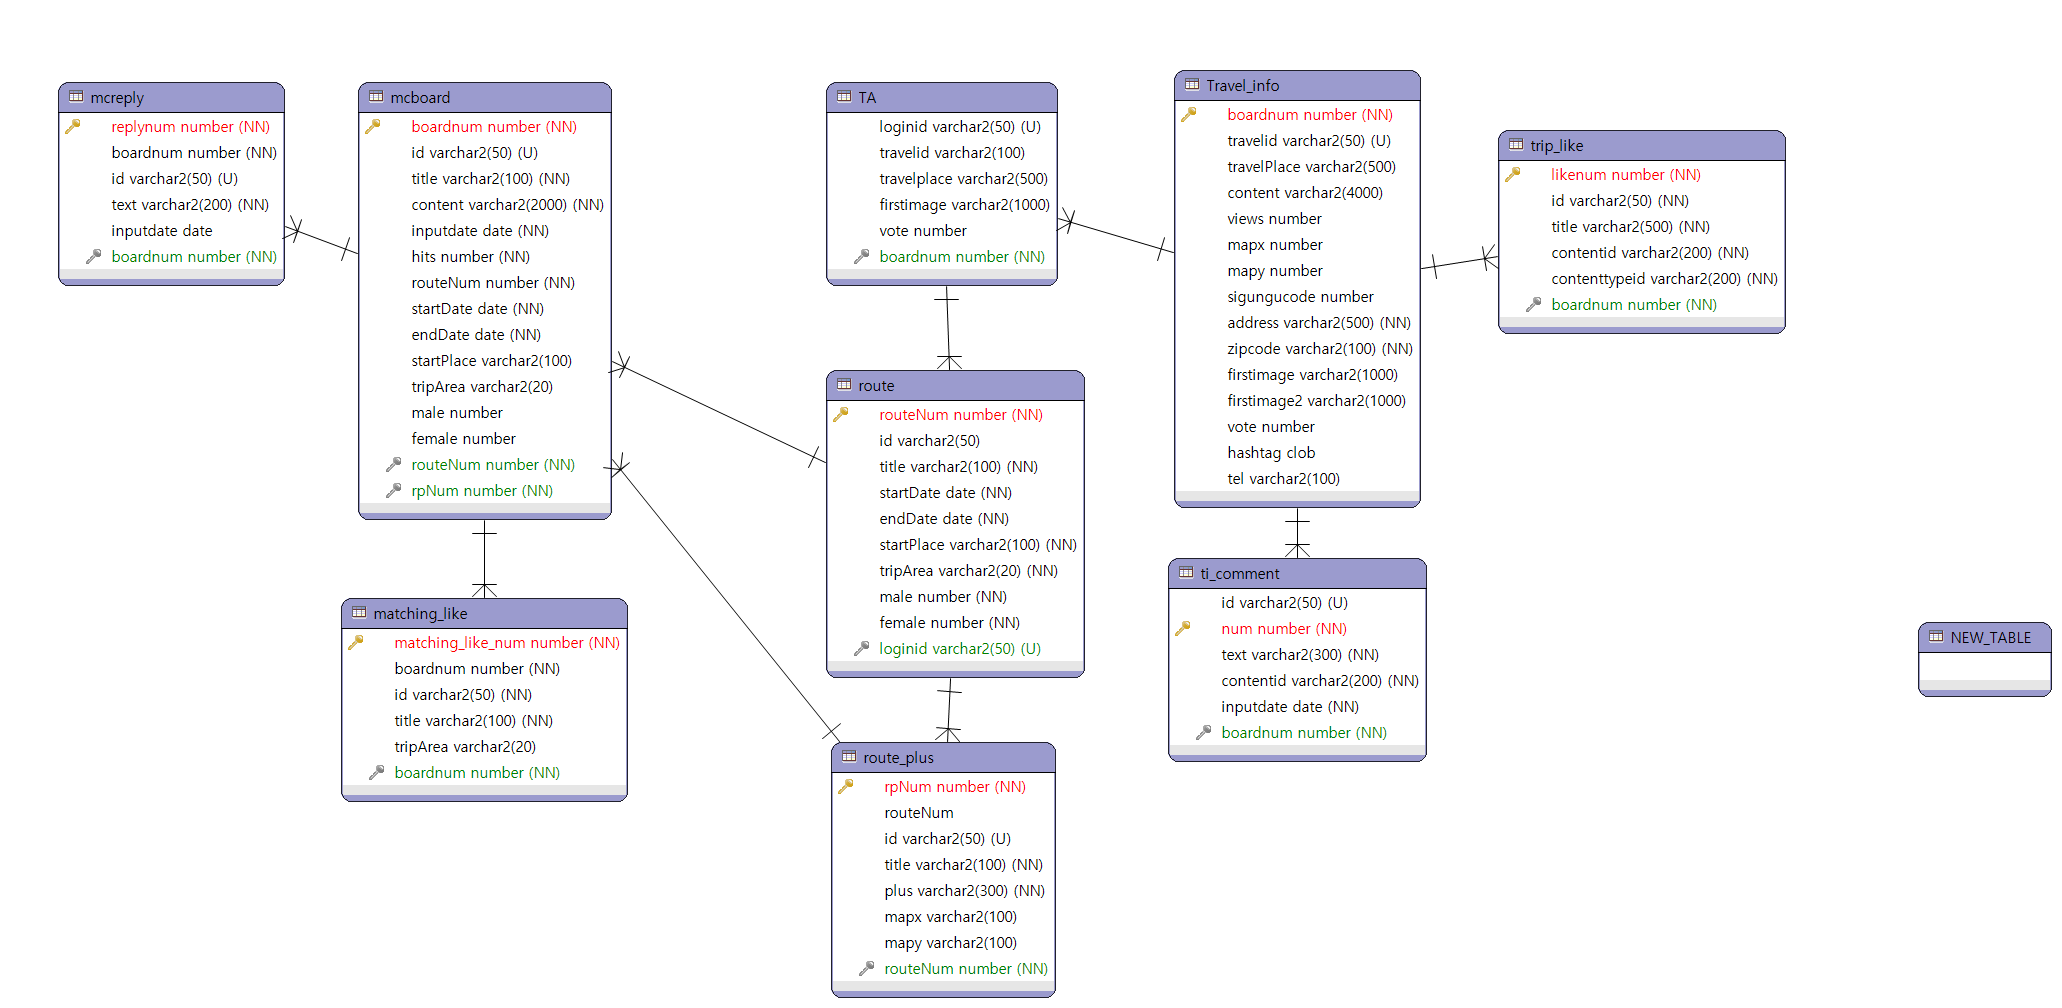 mcreply
replynum number (NN)
boardnum number (NN)
id varchar2(50) (U)
text varchar2(200) (NN)
inputdate date
boardnum number (NN)
mcboard
boardnum number (NN)
id varchar2(50) (U)
title varchar2(100) (NN)
content varchar2(2000) (NN)
inputdate date (NN)
hits number (NN)
routeNum number (NN)
startDate date (NN)
endDate date (NN)
startPlace varchar2(100)
tripArea varchar2(20)
male number
female number
routeNum number (NN)
rpNum number (NN)
matching_like
matching_like_num number (NN)
boardnum number (NN)
id varchar2(50) (NN)
title varchar2(100) (NN)
tripArea varchar2(20)
boardnum number (NN)
TA
loginid varchar2(50) (U)
travelid varchar2(100)
travelplace varchar2(500)
firstimage varchar2(1000)
vote number
boardnum number (NN)
route
routeNum number (NN)
id varchar2(50)
title varchar2(100) (NN)
startDate date (NN)
endDate date (NN)
startPlace varchar2(100) (NN)
tripArea varchar2(20) (NN)
male number (NN)
female number (NN)
loginid varchar2(50) (U)
route_plus
rpNum number (NN)
routeNum
id varchar2(50) (U)
title varchar2(100) (NN)
plus varchar2(300) (NN)
mapx varchar2(100)
mapy varchar2(100)
routeNum number (NN)
Travel_info
boardnum number (NN)
travelid varchar2(50) (U)
travelPlace varchar2(500)
content varchar2(4000)
views number
mapx number
mapy number
sigungucode number
address varchar2(500) (NN)
zipcode varchar2(100) (NN)
firstimage varchar2(1000)
firstimage2 varchar2(1000)
vote number
hashtag clob
tel varchar2(100)
ti_comment
id varchar2(50) (U)
num number (NN)
text varchar2(300) (NN)
contentid varchar2(200) (NN)
inputdate date (NN)
boardnum number (NN)
trip_like
likenum number (NN)
id varchar2(50) (NN)
title varchar2(500) (NN)
contentid varchar2(200) (NN)
contenttypeid varchar2(200) (NN)
boardnum number (NN)
NEW_TABLE